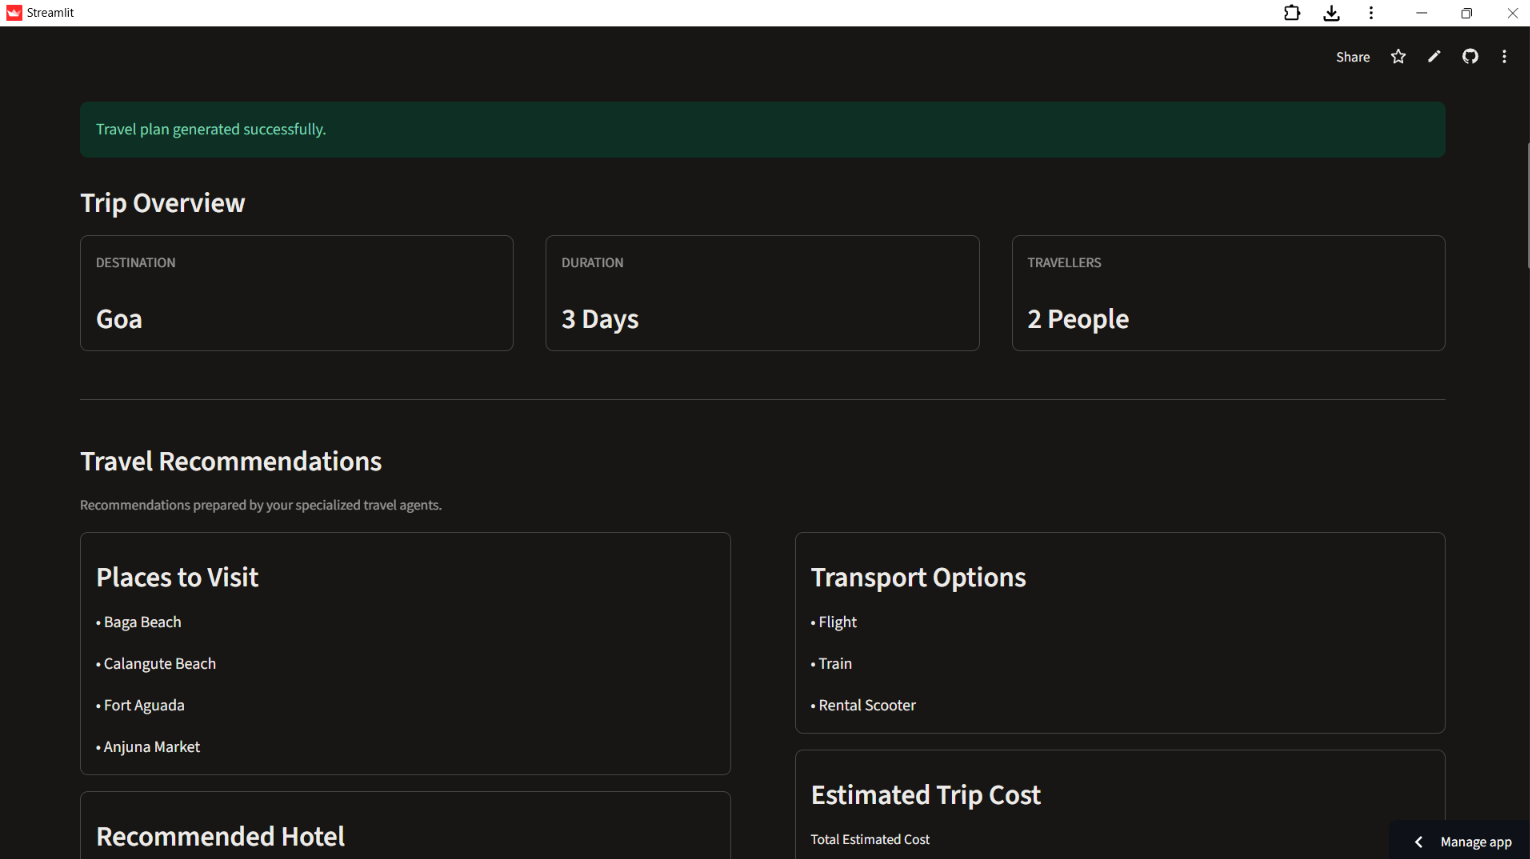 Streamlit
Share
Travel plan generated successfully.
Trip Overview
DESTINATION
Goa
DURATION
3 Days
TRAVELLERS
2 People
Travel Recommendations
Recommendations prepared by your specialized travel agents.
Places to Visit
• Baga Beach
• Calangute Beach
• Fort Aguada
• Anjuna Market
Recommended Hotel
Transport Options
• Flight
• Train
• Rental Scooter
Estimated Trip Cost
Total Estimated Cost
Manage app